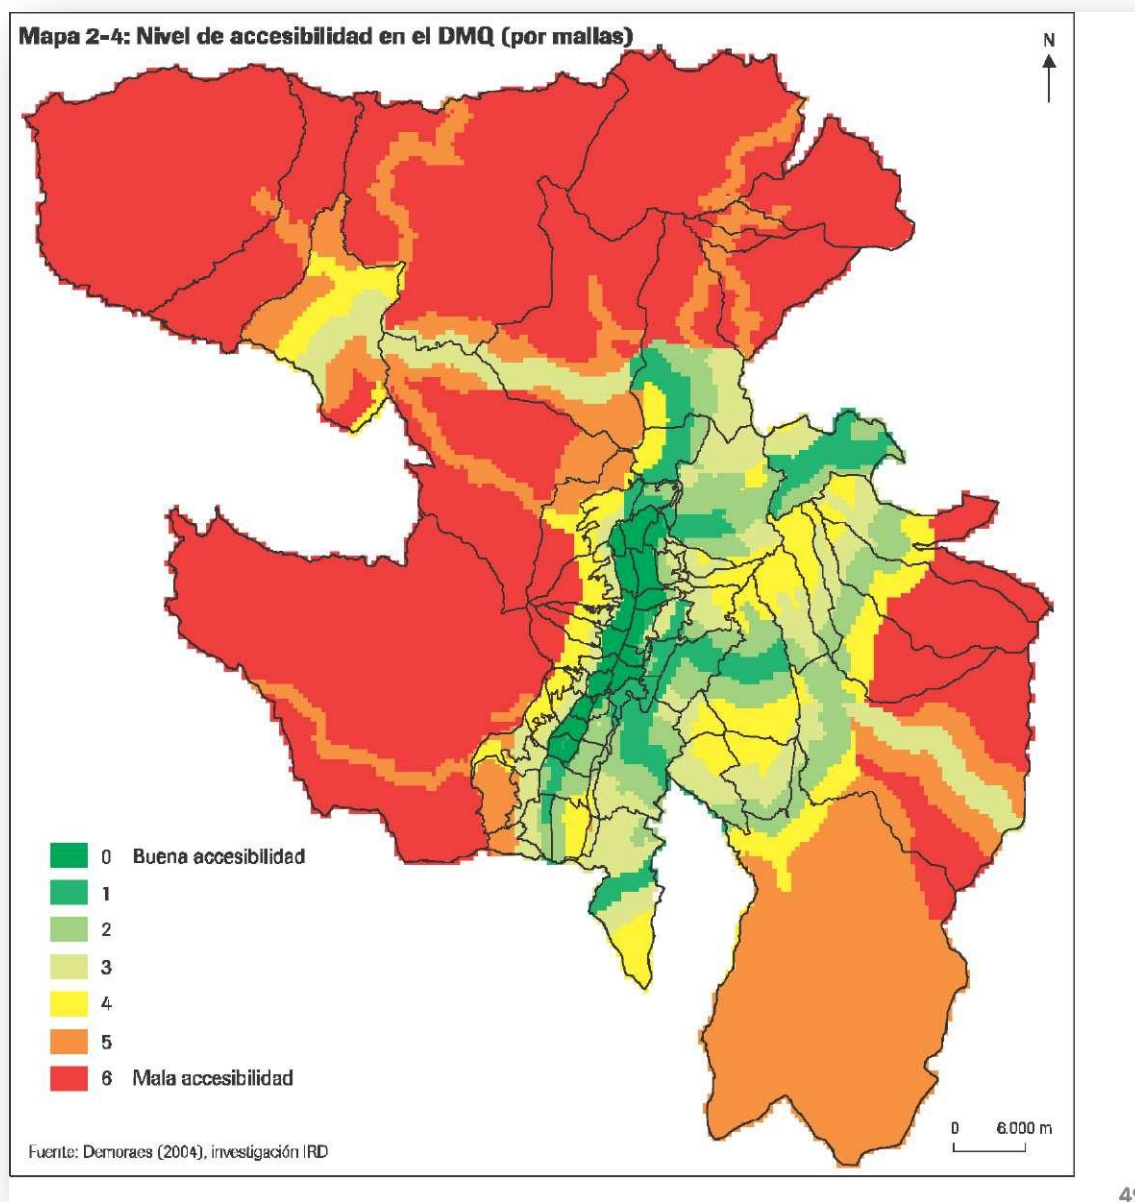 Mapa 2-4: Nivel de accesibilidad en el DMQ (por mallas)
N
0 Buena accesibilidad
1
2
3
4
5
6 Mala accesibilidad
0 6.000 m
Fuente: Demoraes (2004), investigación IRD